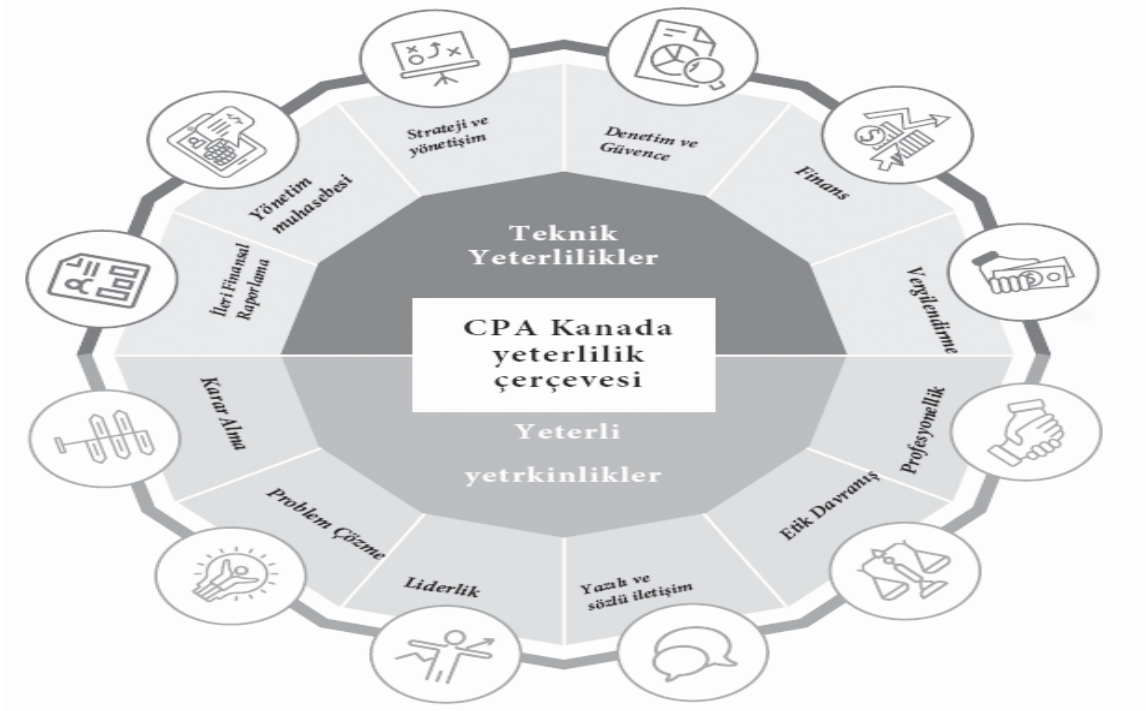 Strateji ve
yönetişim
Denetim ve
Güvence
Yönetim
muhasebesi
Finans
İleri Finansal
Raporlama
Vergilendirme
Teknik
Yeterlilikler
CPA Kanada
yeterlilik
çerçevesi
Yeterli
yetrkinlikler
Karar Alma
Profesyonellik
Problem Çözme
Etik Davranış
Liderlik
Yazılı ve
sözlü iletişim